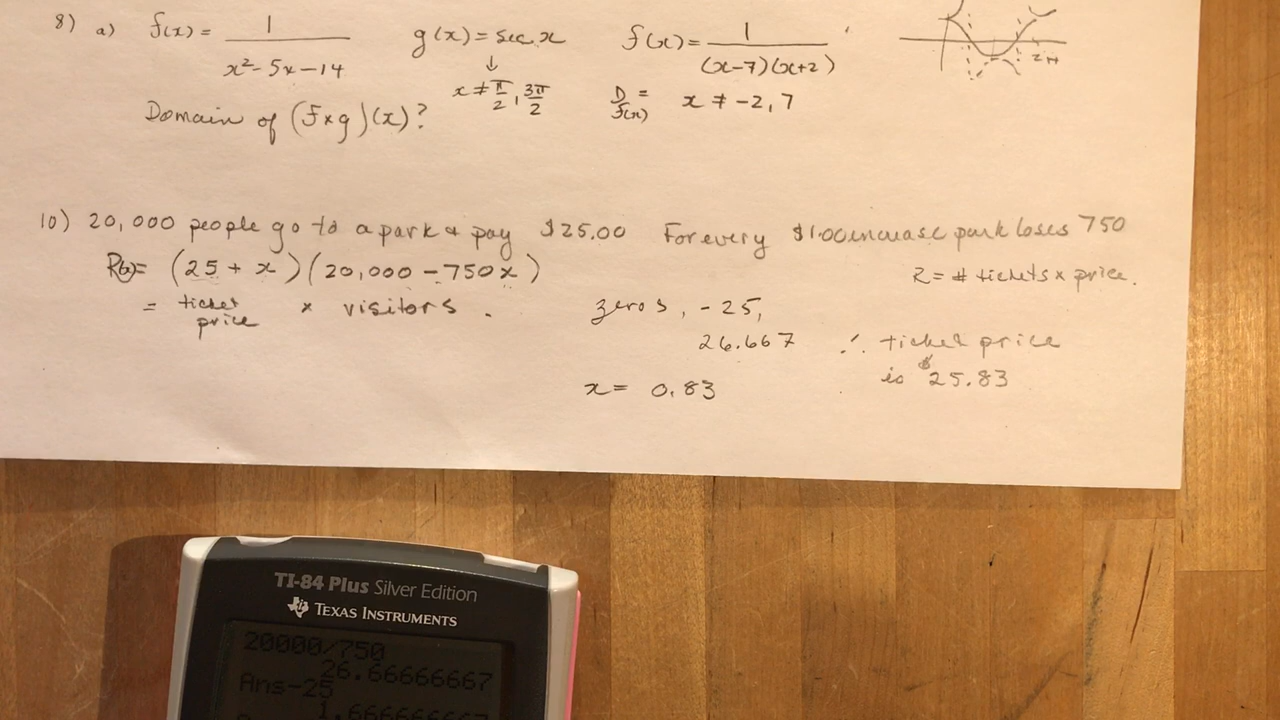 8) a) f(x) = 1 / x² - 5x - 14 g(x) = sec x f(x) = 1 / (x-7)(x+2)
↓
x ≠ π/2, 3π/2 D f(x) = x ≠ -2, 7
2π
Domain of (f×g)(x)?
10) 20,000 people go to a park & pay $25.00 For every $1.00 increase park loses 750
R(x) = (25 + x)(20,000 - 750x) R = # tickets × price.
= ticket price × visitors. zeros, -25,
26.667 ∴ ticket price
is $25.83
x = 0.83
TI-84 Plus Silver Edition
TEXAS INSTRUMENTS
20000/750
26.66666667
Ans-25
1.666666667